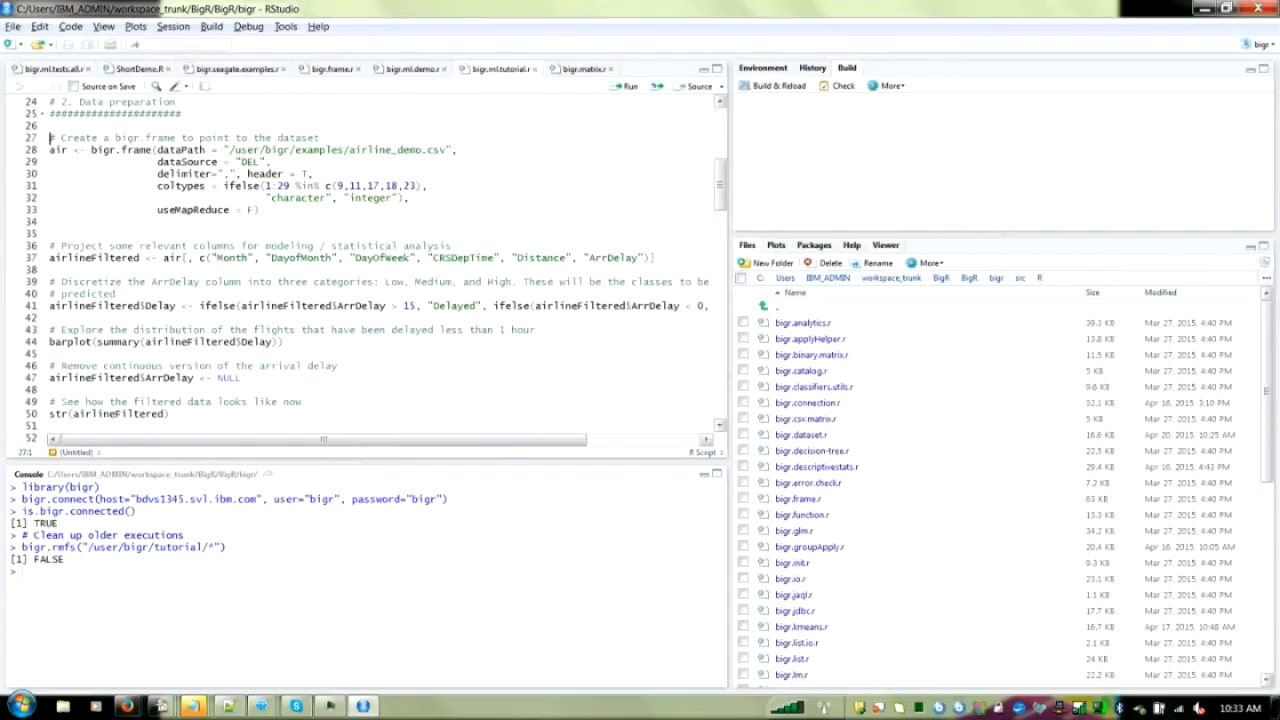 C:/Users/IBM_ADMIN/workspace_trunk/BigR/BigR/bigr - RStudio
File Edit Code View Plots Session Build Debug Tools Help
bigr
bigr.ml.tests.all.r ShortDemo.R bigr.seagate.examples.r bigr.frame.r bigr.ml.demo.r bigr.ml.tutorial.r bigr.matrix.r
Source on Save Run Source
24 # 2. Data preparation
25 ######################
26
27 # Create a bigr.frame to point to the dataset
28 air <- bigr.frame(dataPath = "/user/bigr/examples/airline_demo.csv",
29 dataSource = "DEL",
30 delimiter=",", header = T,
31 coltypes = ifelse(1:29 %in% c(9,11,17,18,23),
32 "character", "integer"),
33 useMapReduce = F)
34
35
36 # Project some relevant columns for modeling / statistical analysis
37 airlineFiltered <- air[, c("Month", "DayofMonth", "DayOfWeek", "CRSDepTime", "Distance", "ArrDelay")]
38
39 # Discretize the ArrDelay column into three categories: Low, Medium, and High. These will be the classes to be
40 # predicted
41 airlineFiltered$Delay <- ifelse(airlineFiltered$ArrDelay > 15, "Delayed", ifelse(airlineFiltered$ArrDelay < 0,
42
43 # Explore the distribution of the flights that have been delayed less than 1 hour
44 barplot(summary(airlineFiltered$Delay))
45
46 # Remove continuous version of the arrival delay
47 airlineFiltered$ArrDelay <- NULL
48
49 # See how the filtered data looks like now
50 str(airlineFiltered)
51
52
27:1 (Untitled) R Script
Console C:/Users/IBM_ADMIN/workspace_trunk/BigR/BigR/bigr/
> library(bigr)
> bigr.connect(host="bdvs1345.svl.ibm.com", user="bigr", password="bigr")
> is.bigr.connected()
[1] TRUE
> # Clean up older executions
> bigr.rmfs("/user/bigr/tutorial/*")
[1] FALSE
>
Environment History Build
Build & Reload Check More
Files Plots Packages Help Viewer
New Folder Delete Rename More
C: Users IBM_ADMIN workspace_trunk BigR BigR bigr src R
Name Size Modified
..
bigr.analytics.r 39.3 KB Mar 27, 2015, 4:40 PM
bigr.applyHelper.r 13.8 KB Mar 27, 2015, 4:40 PM
bigr.binary.matrix.r 11.5 KB Mar 27, 2015, 4:40 PM
bigr.catalog.r 5 KB Mar 27, 2015, 4:40 PM
bigr.classifiers.utils.r 9.6 KB Mar 27, 2015, 4:40 PM
bigr.connection.r 32.1 KB Apr 16, 2015, 3:10 PM
bigr.csv.matrix.r 5 KB Mar 27, 2015, 4:40 PM
bigr.dataset.r 16.6 KB Apr 20, 2015, 10:25 AM
bigr.decision-tree.r 22.5 KB Mar 27, 2015, 4:40 PM
bigr.descriptivestats.r 29.4 KB Apr 16, 2015, 4:43 PM
bigr.error.check.r 7.2 KB Mar 27, 2015, 4:40 PM
bigr.frame.r 63 KB Mar 27, 2015, 4:40 PM
bigr.function.r 13.3 KB Mar 27, 2015, 4:40 PM
bigr.glm.r 34.2 KB Mar 27, 2015, 4:40 PM
bigr.groupApply.r 20.4 KB Apr 16, 2015, 10:05 AM
bigr.init.r 9.3 KB Mar 27, 2015, 4:40 PM
bigr.io.r 23.1 KB Mar 27, 2015, 4:40 PM
bigr.jaql.r 1.1 KB Mar 27, 2015, 4:40 PM
bigr.jdbc.r 17.7 KB Mar 27, 2015, 4:40 PM
bigr.kmeans.r 16.7 KB Apr 17, 2015, 10:48 AM
bigr.list.io.r 2.1 KB Mar 27, 2015, 4:40 PM
bigr.list.r 24 KB Mar 27, 2015, 4:40 PM
bigr.lm.r 22.2 KB Mar 27, 2015, 4:40 PM
10:33 AM